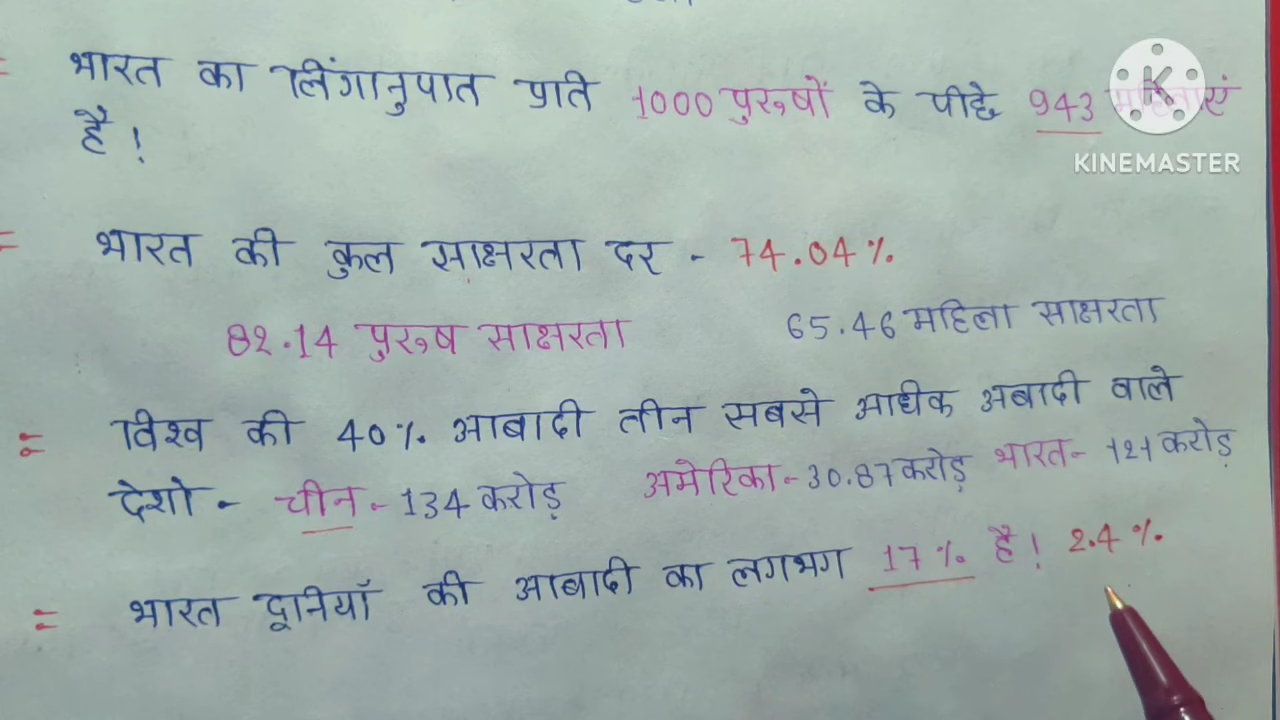 भारत का लिंगानुपात प्रति 1000 पुरुषों के पीछे 943
है !
KINEMASTER
भारत की कुल साक्षरता दर - 74.04%
82.14 पुरुष साक्षरता 65.46 महिला साक्षरता
विश्व की 40% आबादी तीन सबसे आधीक अबादी वाले
देशो - चीन - 134 करोड़ अमेरिका - 30.87 करोड़ भारत - 121 करोड़
भारत दूनियाँ की आबादी का लगभग 17% है ! 2.4%